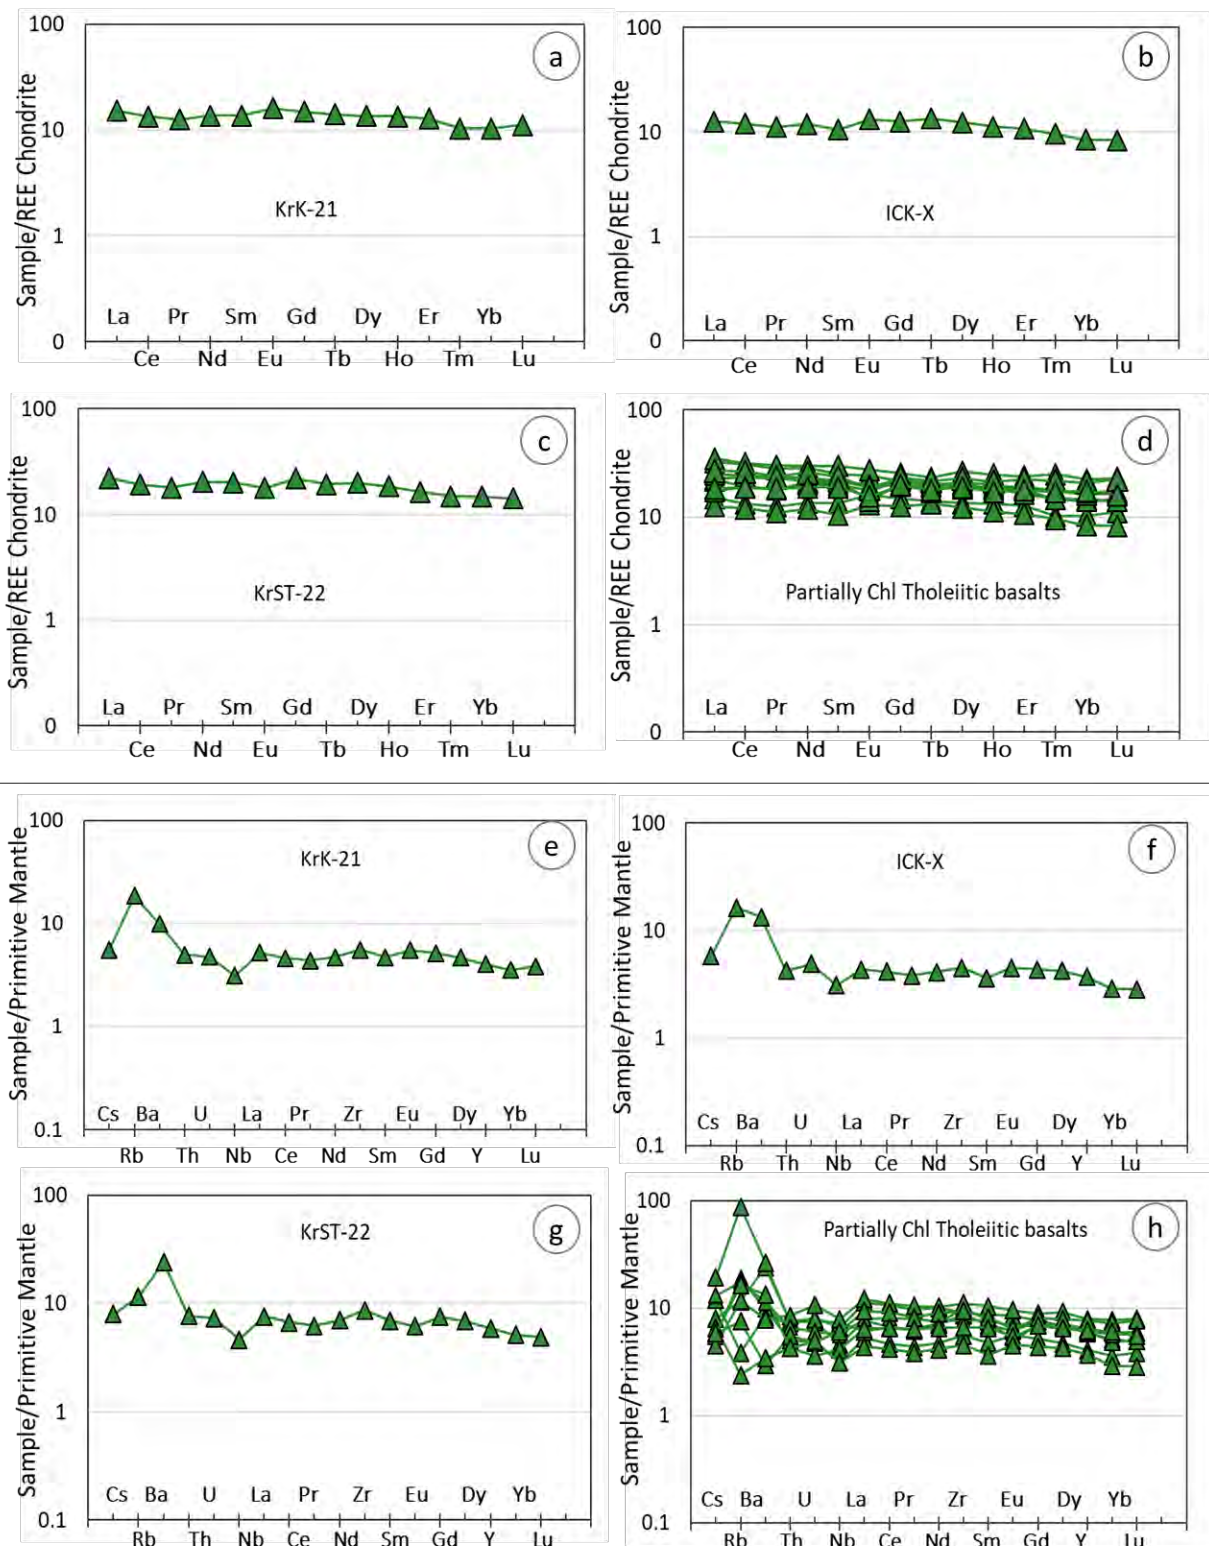 100
a
10
KrK-21
1
La Pr Sm Gd Dy Er Yb
0
Ce Nd Eu Tb Ho Tm Lu
Sample/REE Chondrite
100
b
10
ICK-X
1
La Pr Sm Gd Dy Er Yb
0
Ce Nd Eu Tb Ho Tm Lu
Sample/REE Chondrite
100
c
10
KrST-22
1
La Pr Sm Gd Dy Er Yb
0
Ce Nd Eu Tb Ho Tm Lu
Sample/REE Chondrite
100
d
10
Partially Chl Tholeiitic basalts
1
La Pr Sm Gd Dy Er Yb
0
Ce Nd Eu Tb Ho Tm Lu
Sample/REE Chondrite
100
e
KrK-21
10
1
Cs Ba U La Pr Zr Eu Dy Yb
0.1
Rb Th Nb Ce Nd Sm Gd Y Lu
Sample/Primitive Mantle
100
f
ICK-X
10
1
Cs Ba U La Pr Zr Eu Dy Yb
0.1
Rb Th Nb Ce Nd Sm Gd Y Lu
Sample/Primitive Mantle
100
g
KrST-22
10
1
Cs Ba U La Pr Zr Eu Dy Yb
0.1
Rb Th Nb Ce Nd Sm Gd Y Lu
Sample/Primitive Mantle
100
h
Partially Chl Tholeiitic basalts
10
1
Cs Ba U La Pr Zr Eu Dy Yb
0.1
Rb Th Nb Ce Nd Sm Gd Y Lu
Sample/Primitive Mantle